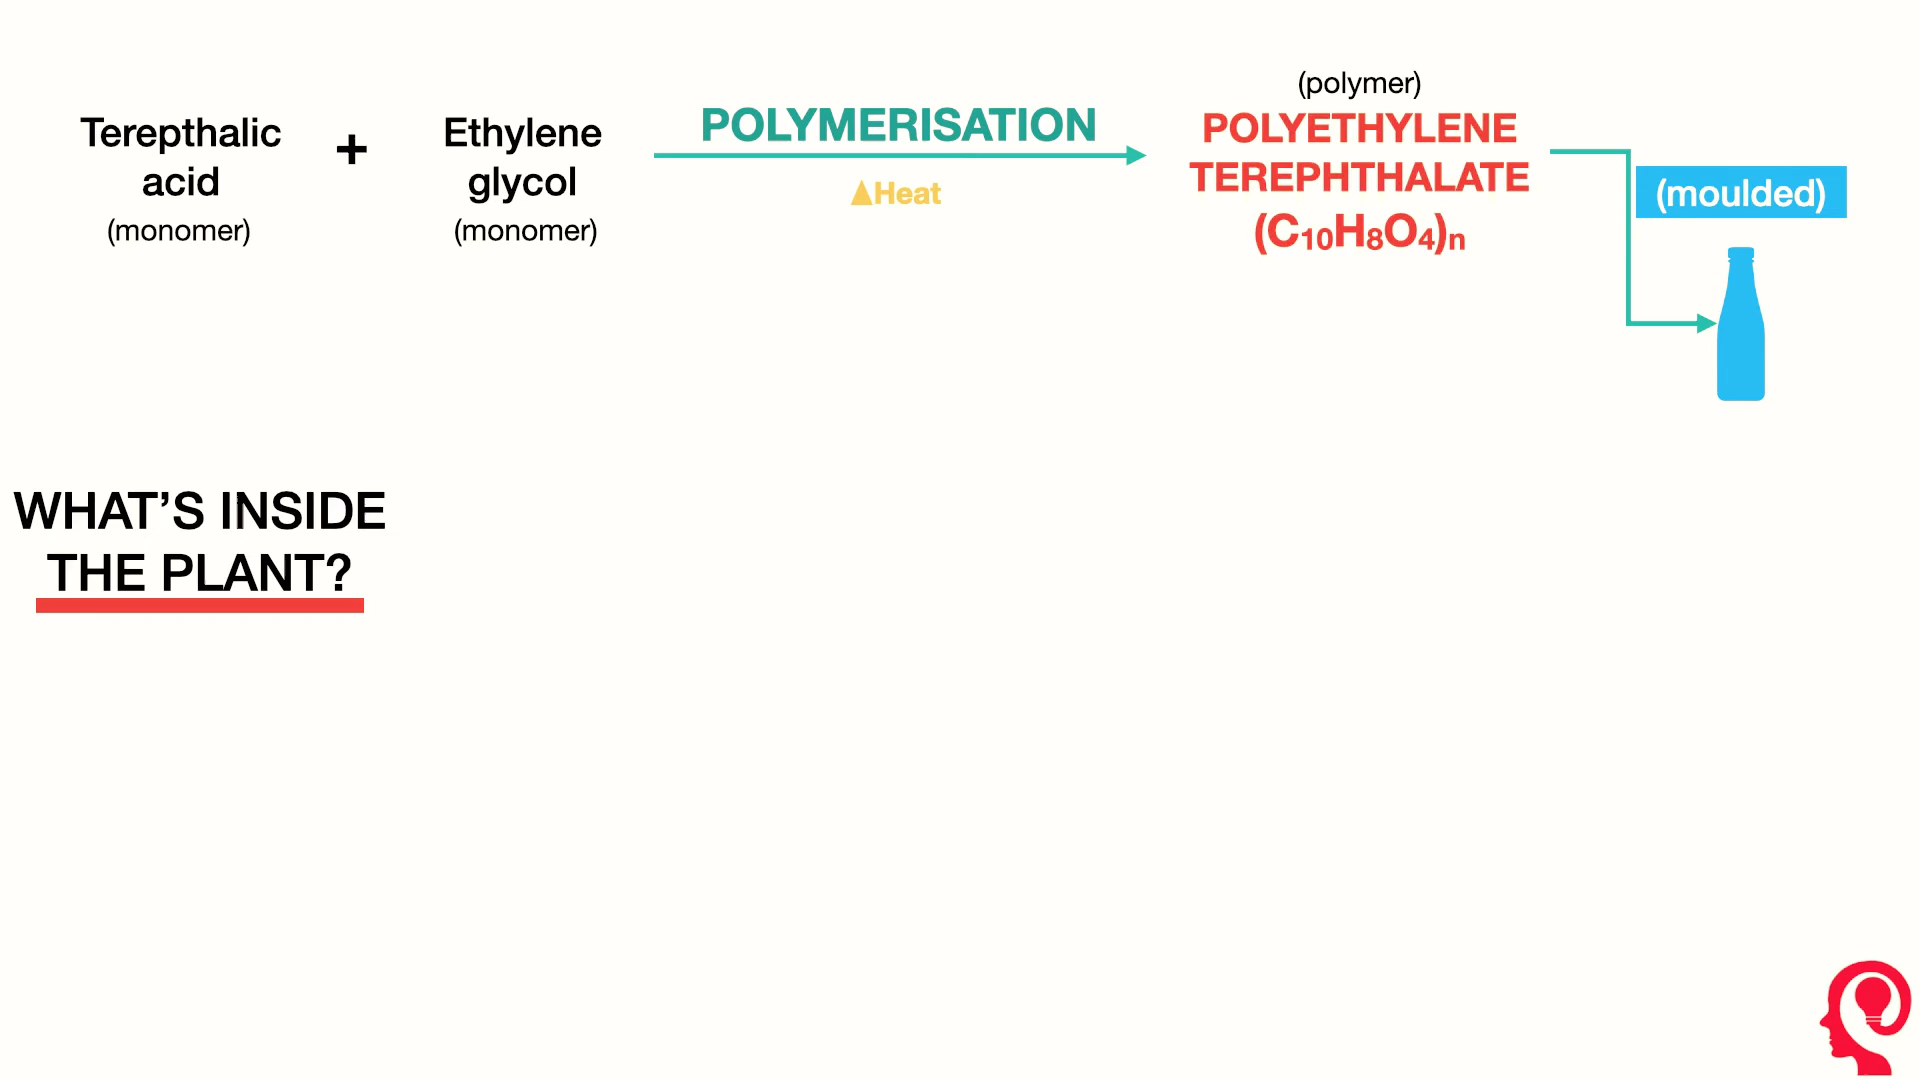 Terepthalic
acid
(monomer)
+
Ethylene
glycol
(monomer)
POLYMERISATION
▲Heat
(polymer)
POLYETHYLENE
TEREPHTHALATE
(C₁₀H₈O₄)ₙ
(moulded)
WHAT’S INSIDE
THE PLANT?